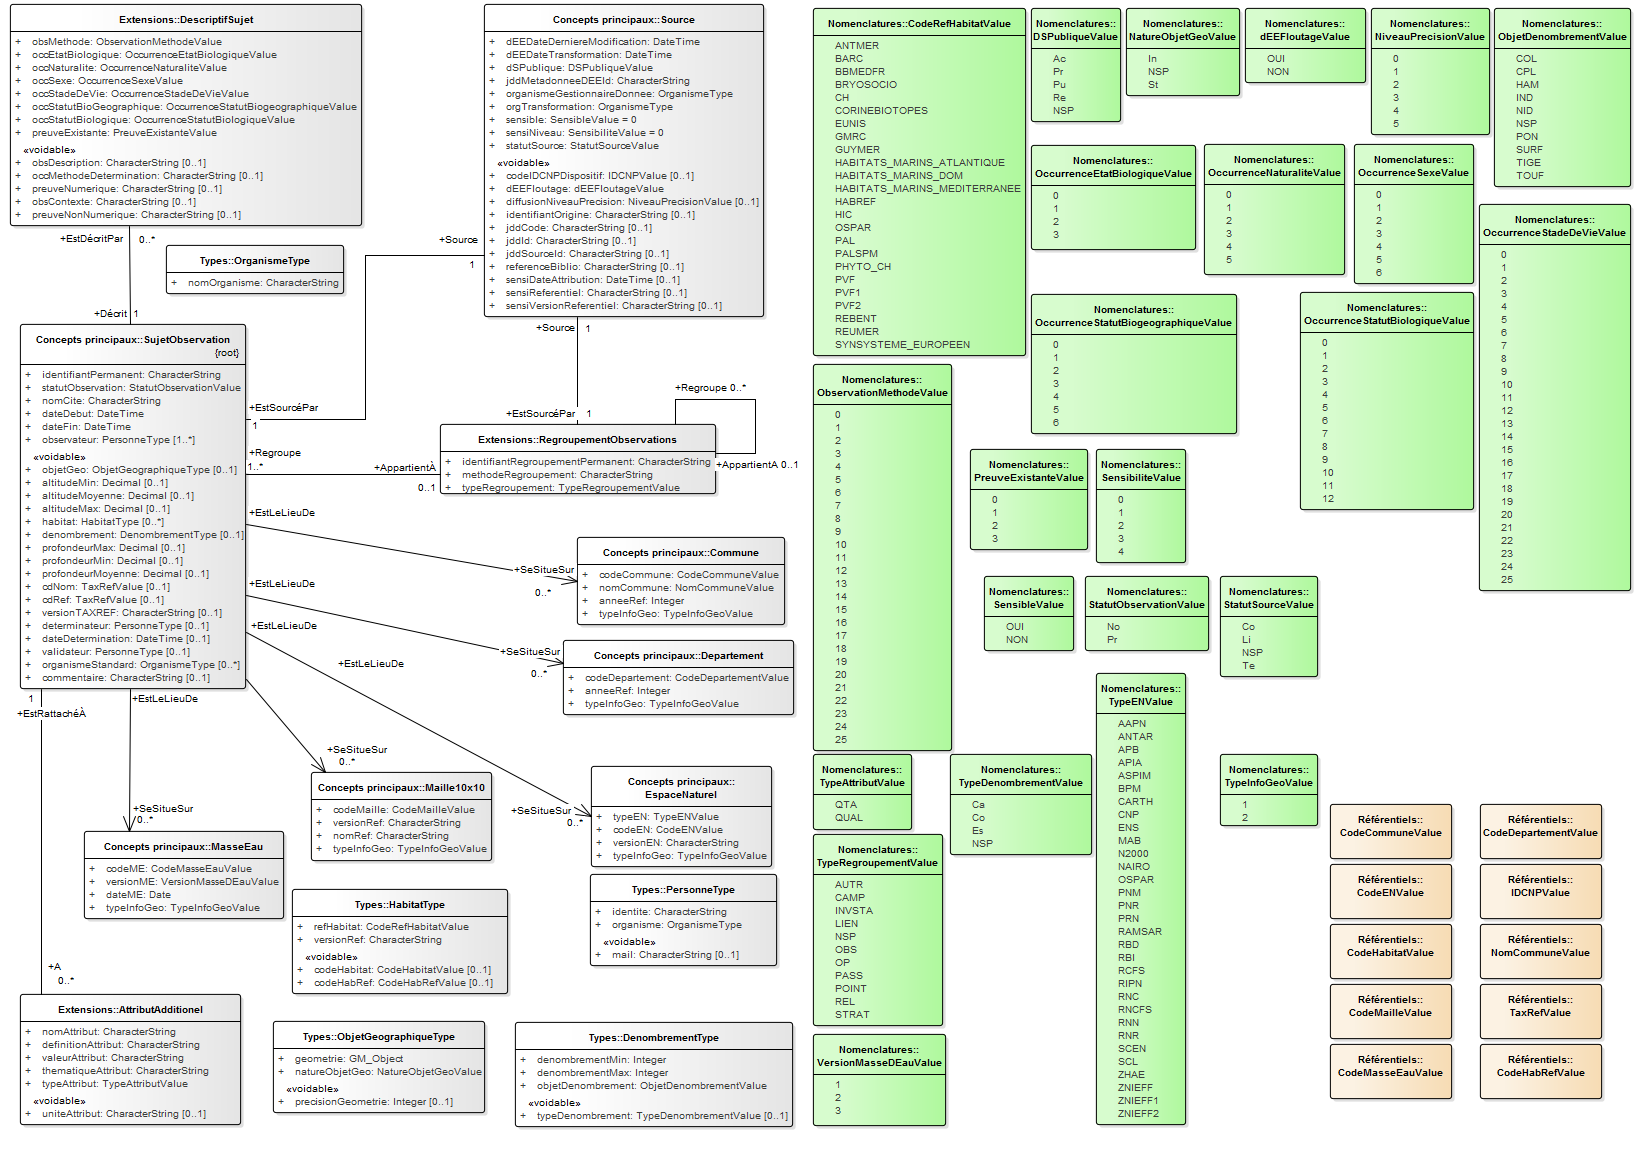 Extensions::DescriptifSujet
+ obsMethode: ObservationMethodeValue
+ occEtatBiologique: OccurrenceEtatBiologiqueValue
+ occNaturalite: OccurrenceNaturaliteValue
+ occSexe: OccurrenceSexeValue
+ occStadeDeVie: OccurrenceStadeDeVieValue
+ occStatutBioGeographique: OccurrenceStatutBiogeographiqueValue
+ occStatutBiologique: OccurrenceStatutBiologiqueValue
+ preuveExistante: PreuveExistanteValue
«voidable»
+ obsDescription: CharacterString [0..1]
+ occMethodeDetermination: CharacterString [0..1]
+ preuveNumerique: CharacterString [0..1]
+ obsContexte: CharacterString [0..1]
+ preuveNonNumerique: CharacterString [0..1]
+EstDécritPar
0..*
+Décrit
1
Types::OrganismeType
+ nomOrganisme: CharacterString
Concepts principaux::Source
+ dEEDateDerniereModification: DateTime
+ dEEDateTransformation: DateTime
+ dSPublique: DSPubliqueValue
+ jddMetadonneeDEEId: CharacterString
+ organismeGestionnaireDonnee: OrganismeType
+ orgTransformation: OrganismeType
+ sensible: SensibleValue = 0
+ sensiNiveau: SensibiliteValue = 0
+ statutSource: StatutSourceValue
«voidable»
+ codeIDCNPDispositif: IDCNPValue [0..1]
+ dEEFloutage: dEEFloutageValue
+ diffusionNiveauPrecision: NiveauPrecisionValue [0..1]
+ identifiantOrigine: CharacterString [0..1]
+ jddCode: CharacterString [0..1]
+ jddId: CharacterString [0..1]
+ jddSourceId: CharacterString [0..1]
+ referenceBiblio: CharacterString [0..1]
+ sensiDateAttribution: DateTime [0..1]
+ sensiReferentiel: CharacterString [0..1]
+ sensiVersionReferentiel: CharacterString [0..1]
+Source
1
+Source
1
Concepts principaux::SujetObservation
{root}
+ identifiantPermanent: CharacterString
+ statutObservation: StatutObservationValue
+ nomCite: CharacterString
+ dateDebut: DateTime
+ dateFin: DateTime
+ observateur: PersonneType [1..*]
«voidable»
+ objetGeo: ObjetGeographiqueType [0..1]
+ altitudeMin: Decimal [0..1]
+ altitudeMoyenne: Decimal [0..1]
+ altitudeMax: Decimal [0..1]
+ habitat: HabitatType [0..*]
+ denombrement: DenombrementType [0..1]
+ profondeurMax: Decimal [0..1]
+ profondeurMin: Decimal [0..1]
+ profondeurMoyenne: Decimal [0..1]
+ cdNom: TaxRefValue [0..1]
+ cdRef: TaxRefValue [0..1]
+ versionTAXREF: CharacterString [0..1]
+ determinateur: PersonneType [0..1]
+ dateDetermination: DateTime [0..1]
+ validateur: PersonneType [0..1]
+ organismeStandard: OrganismeType [0..*]
+ commentaire: CharacterString [0..1]
+EstSourcéPar
1
+Regroupe
1..*
+AppartientÀ
0..1
+EstSourcéPar
1
+Regroupe 0..*
+AppartientA 0..1
Extensions::RegroupementObservations
+ identifiantRegroupementPermanent: CharacterString
+ methodeRegroupement: CharacterString
+ typeRegroupement: TypeRegroupementValue
+EstLeLieuDe
+SeSitueSur
0..*
Concepts principaux::Commune
+ codeCommune: CodeCommuneValue
+ nomCommune: NomCommuneValue
+ anneeRef: Integer
+ typeInfoGeo: TypeInfoGeoValue
+EstLeLieuDe
+SeSitueSur
0..*
Concepts principaux::Departement
+ codeDepartement: CodeDepartementValue
+ anneeRef: Integer
+ typeInfoGeo: TypeInfoGeoValue
+EstLeLieuDe
+EstLeLieuDe
+SeSitueSur
0..*
Concepts principaux::Maille10x10
+ codeMaille: CodeMailleValue
+ versionRef: CharacterString
+ nomRef: CharacterString
+ typeInfoGeo: TypeInfoGeoValue
+SeSitueSur
0..*
Concepts principaux::
EspaceNaturel
+ typeEN: TypeENValue
+ codeEN: CodeENValue
+ versionEN: CharacterString
+ typeInfoGeo: TypeInfoGeoValue
1
+EstRattachéÀ
+EstLeLieuDe
+SeSitueSur
0..*
Concepts principaux::MasseEau
+ codeME: CodeMasseEauValue
+ versionME: VersionMasseDEauValue
+ dateME: Date
+ typeInfoGeo: TypeInfoGeoValue
Types::HabitatType
+ refHabitat: CodeRefHabitatValue
+ versionRef: CharacterString
«voidable»
+ codeHabitat: CodeHabitatValue [0..1]
+ codeHabRef: CodeHabRefValue [0..1]
Types::PersonneType
+ identite: CharacterString
+ organisme: OrganismeType
«voidable»
+ mail: CharacterString [0..1]
+A
0..*
Extensions::AttributAdditionel
+ nomAttribut: CharacterString
+ definitionAttribut: CharacterString
+ valeurAttribut: CharacterString
+ thematiqueAttribut: CharacterString
+ typeAttribut: TypeAttributValue
«voidable»
+ uniteAttribut: CharacterString [0..1]
Types::ObjetGeographiqueType
+ geometrie: GM_Object
+ natureObjetGeo: NatureObjetGeoValue
«voidable»
+ precisionGeometrie: Integer [0..1]
Types::DenombrementType
+ denombrementMin: Integer
+ denombrementMax: Integer
+ objetDenombrement: ObjetDenombrementValue
«voidable»
+ typeDenombrement: TypeDenombrementValue [0..1]
Nomenclatures::CodeRefHabitatValue
ANTMER
BARC
BBMEDFR
BRYOSOCIO
CH
CORINEBIOTOPES
EUNIS
GMRC
GUYMER
HABITATS_MARINS_ATLANTIQUE
HABITATS_MARINS_DOM
HABITATS_MARINS_MEDITERRANEE
HABREF
HIC
OSPAR
PAL
PALSPM
PHYTO_CH
PVF
PVF1
PVF2
REBENT
REUMER
SYNSYSTEME_EUROPEEN
Nomenclatures::
DSPubliqueValue
Ac
Pr
Pu
Re
NSP
Nomenclatures::
NatureObjetGeoValue
In
NSP
St
Nomenclatures::
dEEFloutageValue
OUI
NON
Nomenclatures::
NiveauPrecisionValue
0
1
2
3
4
5
Nomenclatures::
ObjetDenombrementValue
COL
CPL
HAM
IND
NID
NSP
PON
SURF
TIGE
TOUF
Nomenclatures::
OccurrenceEtatBiologiqueValue
0
1
2
3
Nomenclatures::
OccurrenceNaturaliteValue
0
1
2
3
4
5
Nomenclatures::
OccurrenceSexeValue
0
1
2
3
4
5
6
Nomenclatures::
OccurrenceStadeDeVieValue
0
1
2
3
4
5
6
7
8
9
10
11
12
13
14
15
16
17
18
19
20
21
22
23
24
25
Nomenclatures::
OccurrenceStatutBiogeographiqueValue
0
1
2
3
4
5
6
Nomenclatures::
OccurrenceStatutBiologiqueValue
0
1
2
3
4
5
6
7
8
9
10
11
12
Nomenclatures::
ObservationMethodeValue
0
1
2
3
4
5
6
7
8
9
10
11
12
13
14
15
16
17
18
19
20
21
22
23
24
25
Nomenclatures::
PreuveExistanteValue
0
1
2
3
Nomenclatures::
SensibiliteValue
0
1
2
3
4
Nomenclatures::
SensibleValue
OUI
NON
Nomenclatures::
StatutObservationValue
No
Pr
Nomenclatures::
StatutSourceValue
Co
Li
NSP
Te
Nomenclatures::
TypeENValue
AAPN
ANTAR
APB
APIA
ASPIM
BPM
CARTH
CNP
ENS
MAB
N2000
NAIRO
OSPAR
PNM
PNR
PRN
RAMSAR
RBD
RBI
RCFS
RIPN
RNC
RNCFS
RNN
RNR
SCEN
SCL
ZHAE
ZNIEFF
ZNIEFF1
ZNIEFF2
Nomenclatures::
TypeAttributValue
QTA
QUAL
Nomenclatures::
TypeDenombrementValue
Ca
Co
Es
NSP
Nomenclatures::
TypeInfoGeoValue
1
2
Nomenclatures::
TypeRegroupementValue
AUTR
CAMP
INVSTA
LIEN
NSP
OBS
OP
PASS
POINT
REL
STRAT
Nomenclatures::
VersionMasseDEauValue
1
2
3
Référentiels::
CodeCommuneValue
Référentiels::
CodeDepartementValue
Référentiels::
CodeENValue
Référentiels::
IDCNPValue
Référentiels::
CodeHabitatValue
Référentiels::
NomCommuneValue
Référentiels::
CodeMailleValue
Référentiels::
TaxRefValue
Référentiels::
CodeMasseEauValue
Référentiels::
CodeHabRefValue